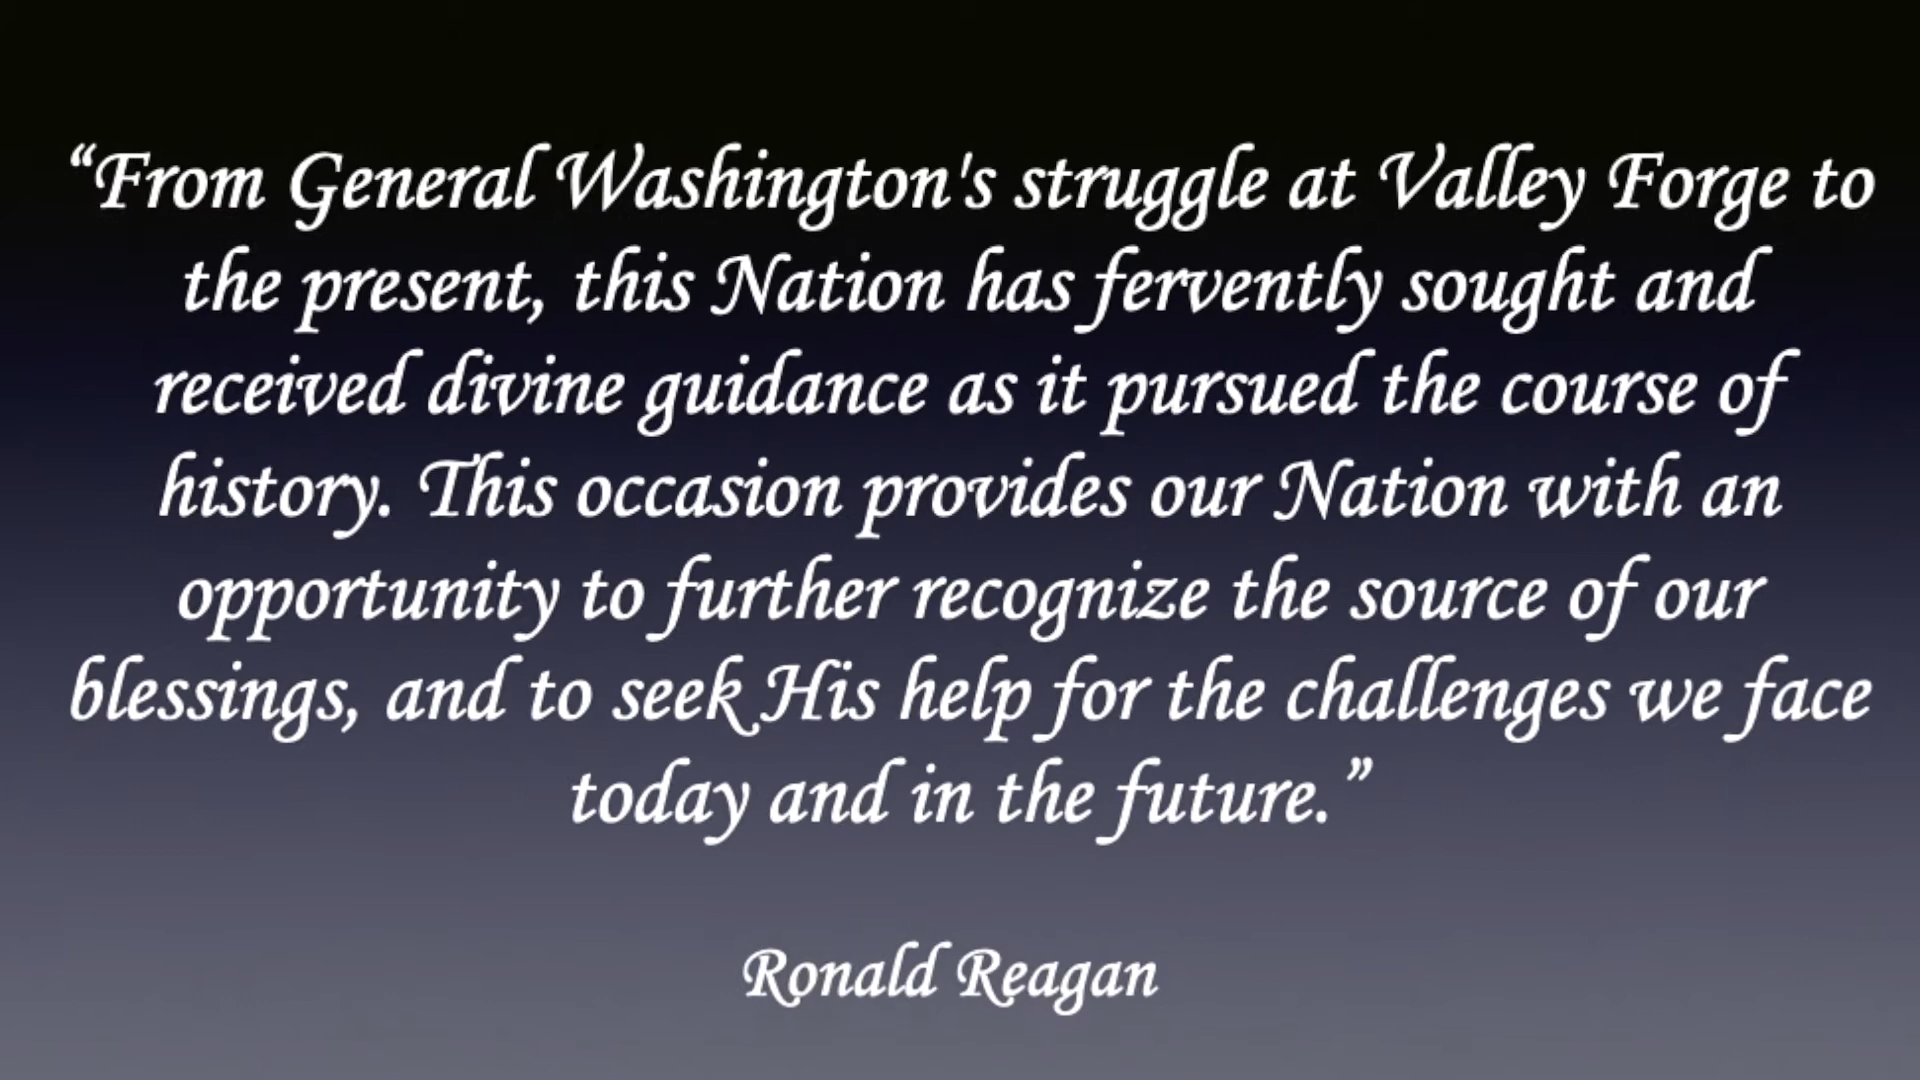 “From General Washington's struggle at Valley Forge to
the present, this Nation has fervently sought and
received divine guidance as it pursued the course of
history. This occasion provides our Nation with an
opportunity to further recognize the source of our
blessings, and to seek His help for the challenges we face
today and in the future.”
Ronald Reagan